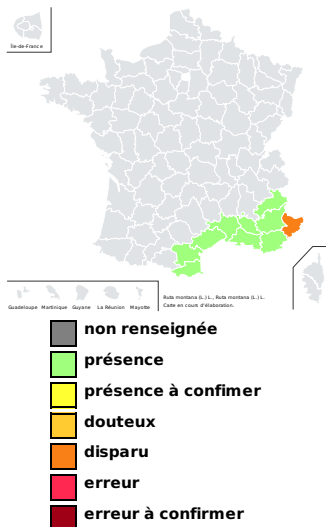 Île-de-France
Guadeloupe Martinique Guyane La Réunion Mayotte
Ruta montana (L.) L., Ruta montana (L.) L.
Carte en cours d'élaboration.
non renseignée
présence
présence à confimer
douteux
disparu
erreur
erreur à confirmer